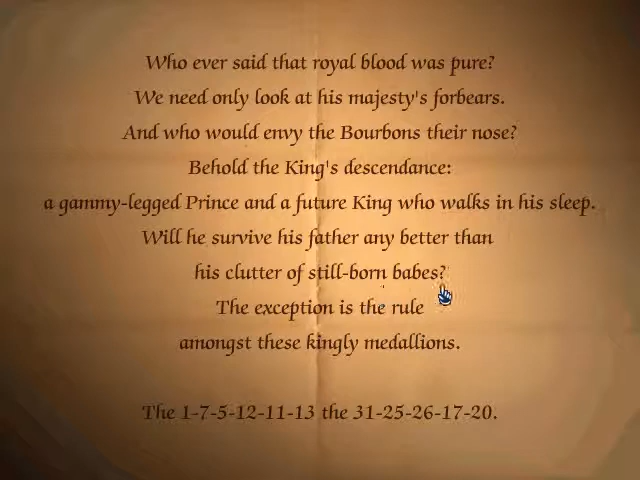 Who ever said that royal blood was pure?
We need only look at his majesty's forbears.
And who would envy the Bourbons their nose?
Behold the King's descendance:
a gammy-legged Prince and a future King who walks in his sleep.
Will he survive his father any better than
his clutter of still-born babes?
The exception is the rule
amongst these kingly medallions.
The 1-7-5-12-11-13 the 31-25-26-17-20.